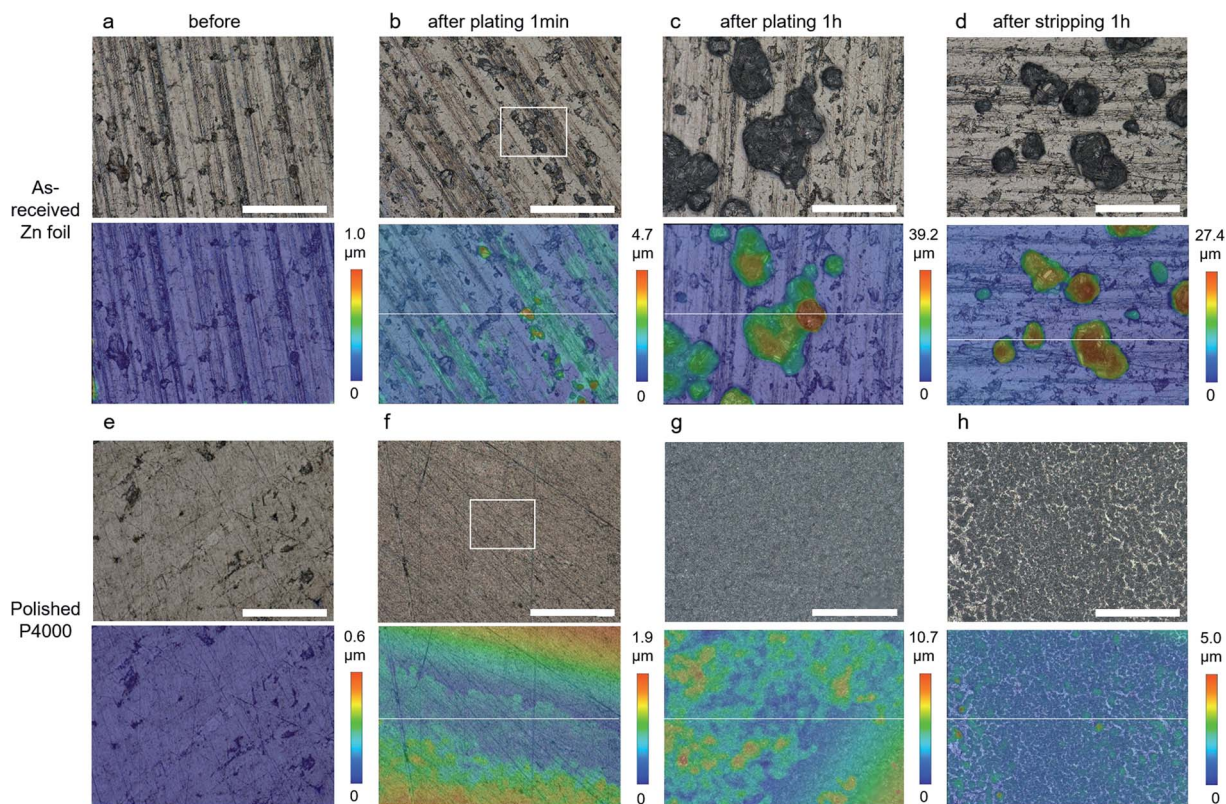 a before
b after plating 1min
c after plating 1h
d after stripping 1h
As-
received
Zn foil
1.0
µm
0
4.7
µm
0
39.2
µm
0
27.4
µm
0
e
f
g
h
Polished
P4000
0.6
µm
0
1.9
µm
0
10.7
µm
0
5.0
µm
0